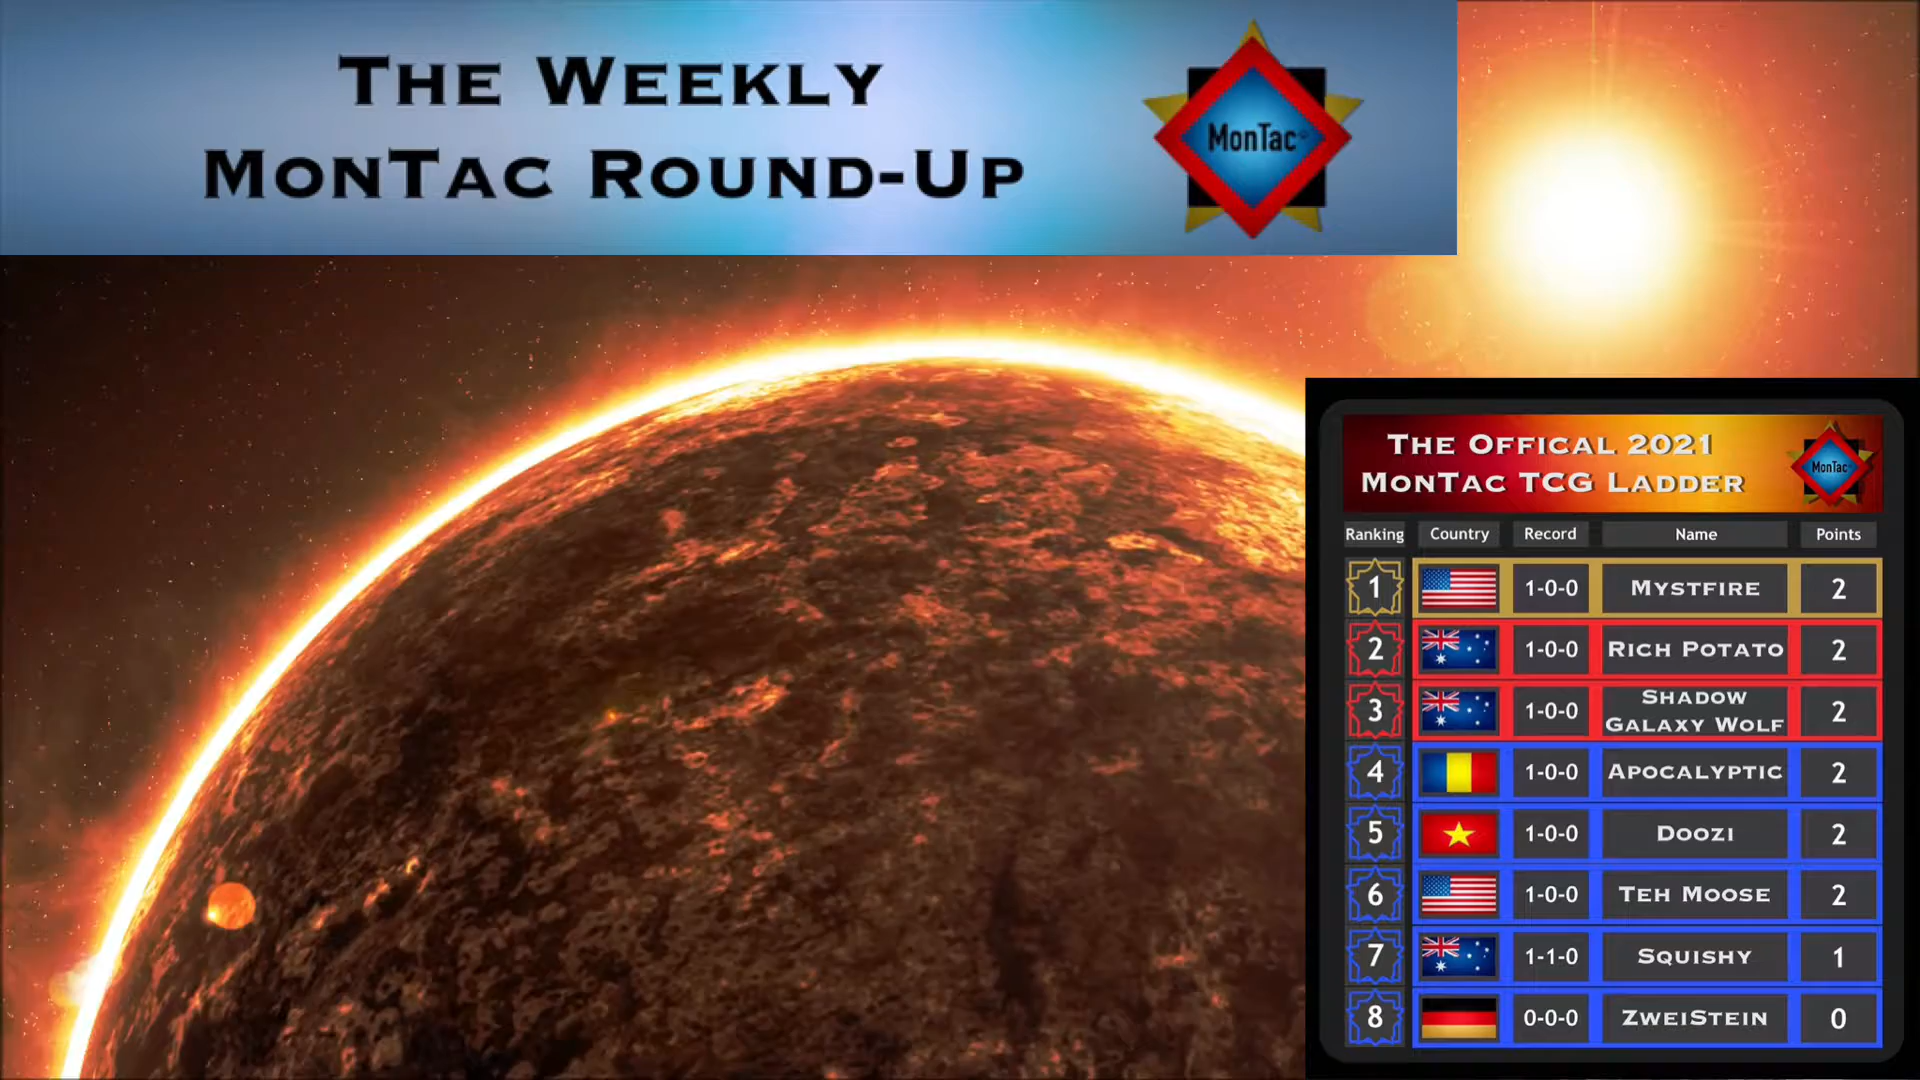 THE WEEKLY
MONTAC ROUND-UP
MonTac
THE OFFICAL 2021
MONTAC TCG LADDER
MonTac
Ranking Country Record Name Points
1 1-0-0 MYSTFIRE 2
2 1-0-0 RICH POTATO 2
3 1-0-0 SHADOW GALAXY WOLF 2
4 1-0-0 APOCALYPTIC 2
5 1-0-0 DOOZI 2
6 1-0-0 TEH MOOSE 2
7 1-1-0 SQUISHY 1
8 0-0-0 ZWEISTEIN 0